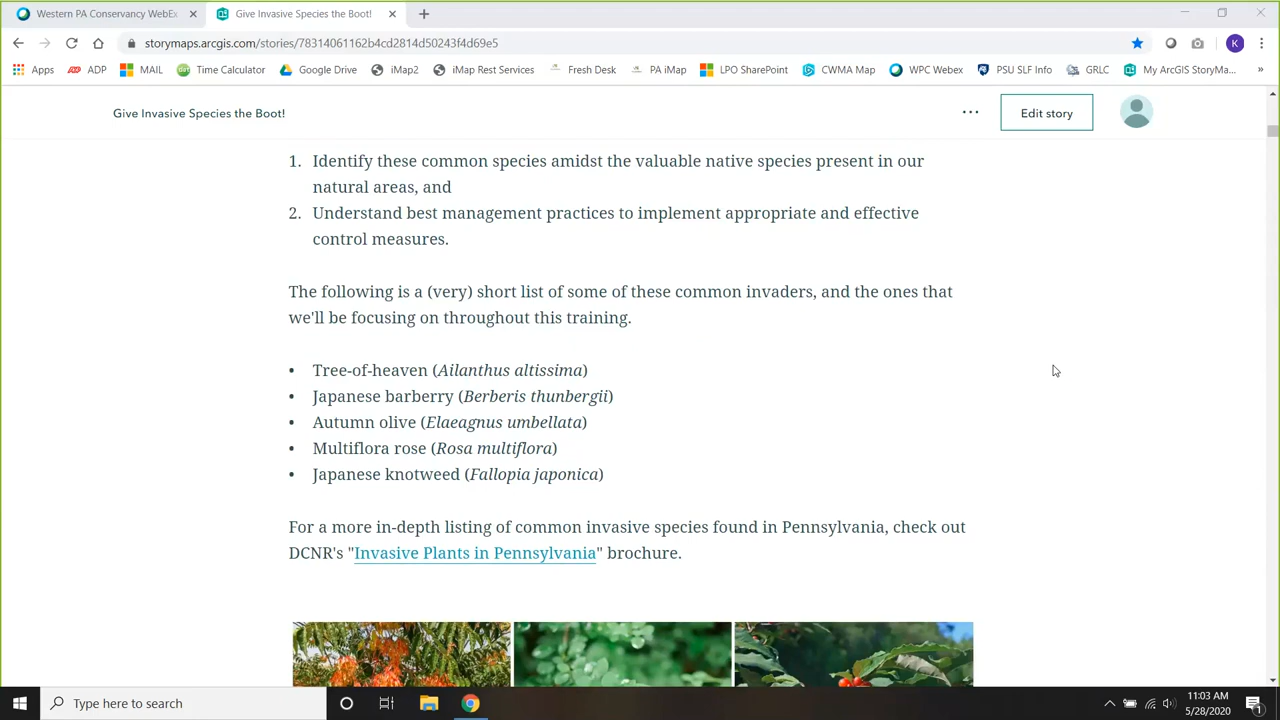 Western PA Conservancy WebEx
Give Invasive Species the Boot!
storymaps.arcgis.com/stories/78314061162b4cd2814d50243f4d69e5
K
Apps
ADP
MAIL
Time Calculator
Google Drive
iMap2
iMap Rest Services
Fresh Desk
PA iMap
LPO SharePoint
CWMA Map
WPC Webex
PSU SLF Info
GRLC
My ArcGIS StoryMa...
»
Give Invasive Species the Boot!
Edit story
1. Identify these common species amidst the valuable native species present in our
natural areas, and
2. Understand best management practices to implement appropriate and effective
control measures.
The following is a (very) short list of some of these common invaders, and the ones that
we'll be focusing on throughout this training.
• Tree-of-heaven (Ailanthus altissima)
• Japanese barberry (Berberis thunbergii)
• Autumn olive (Elaeagnus umbellata)
• Multiflora rose (Rosa multiflora)
• Japanese knotweed (Fallopia japonica)
For a more in-depth listing of common invasive species found in Pennsylvania, check out
DCNR's "Invasive Plants in Pennsylvania" brochure.
Type here to search
11:03 AM
5/28/2020
1